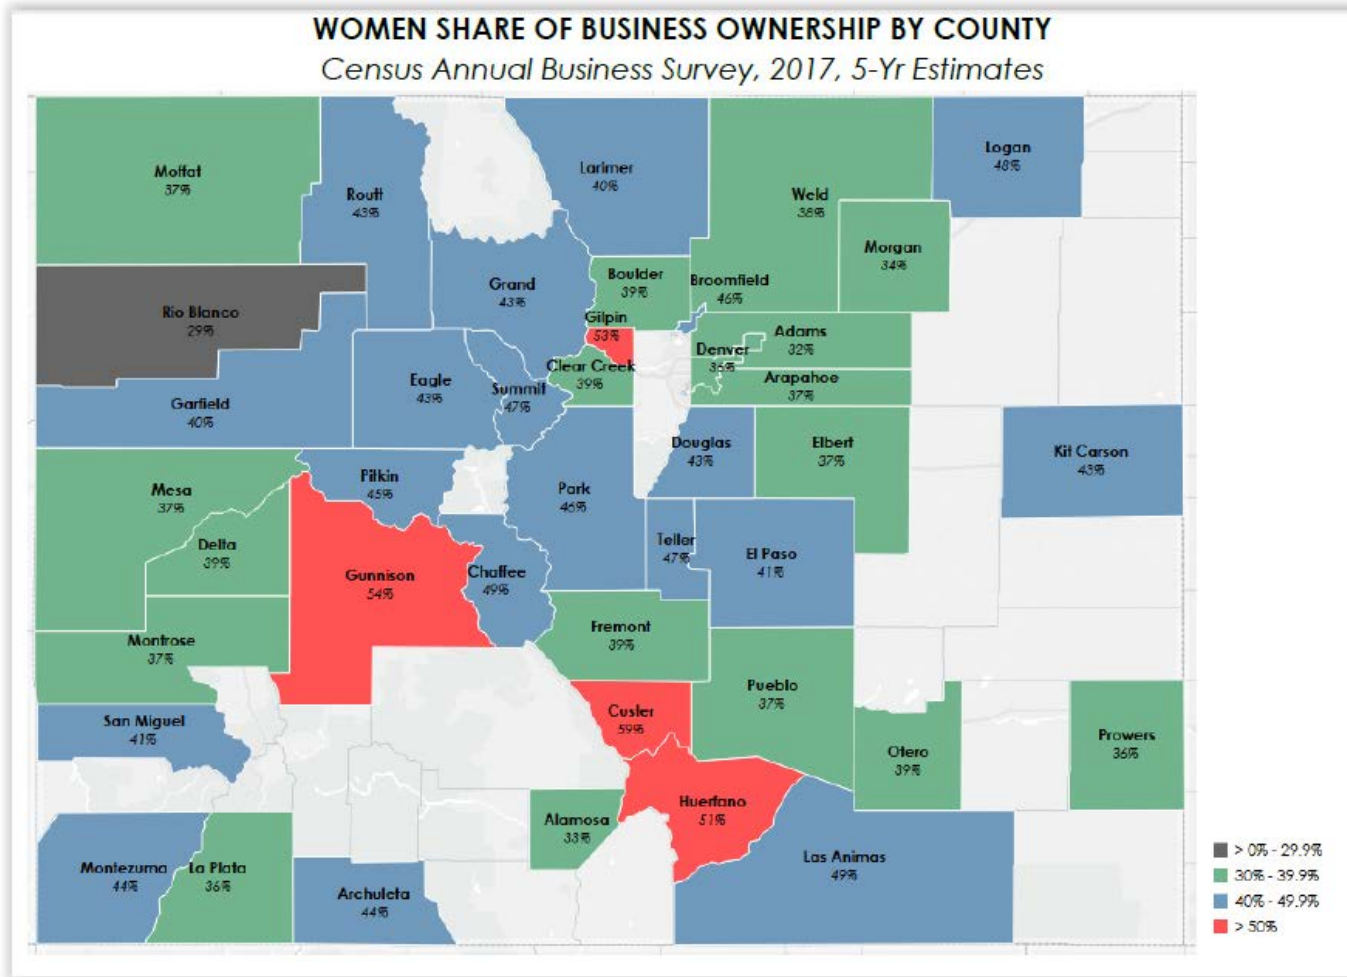 WOMEN SHARE OF BUSINESS OWNERSHIP BY COUNTY
Census Annual Business Survey, 2017, 5-Yr Estimates
Moffat
37%
Routt
43%
Larimer
40%
Weld
38%
Logan
48%
Morgan
34%
Rio Blanco
29%
Grand
43%
Boulder
39%
Broomfield
46%
Gilpin
53%
Adams
32%
Denver
36%
Clear Creek
39%
Arapahoe
37%
Garfield
40%
Eagle
43%
Summit
47%
Douglas
43%
Elbert
37%
Kit Carson
43%
Mesa
37%
Pitkin
45%
Park
46%
Delta
39%
Gunnison
54%
Chaffee
49%
Teller
47%
El Paso
41%
Montrose
37%
Fremont
39%
Pueblo
37%
San Miguel
41%
Custer
59%
Otero
39%
Prowers
36%
Alamosa
33%
Huerfano
51%
Montezuma
44%
La Plata
36%
Archuleta
44%
Las Animas
49%
> 0% - 29.9%
30% - 39.9%
40% - 49.9%
> 50%